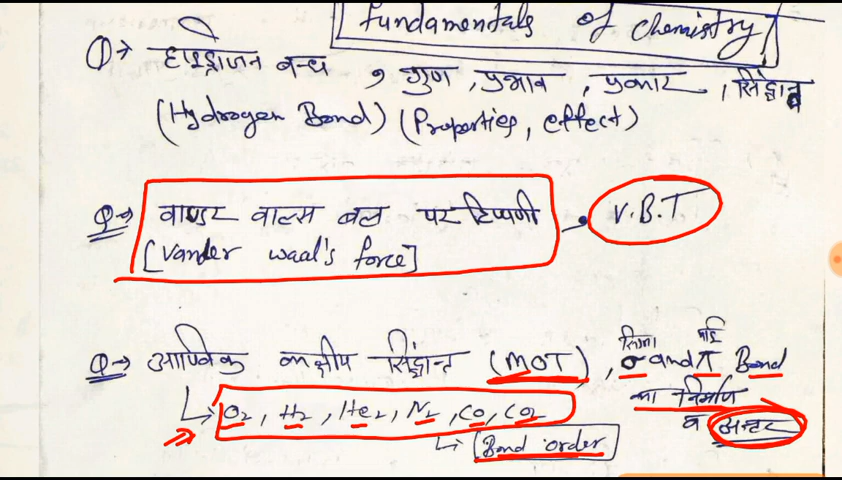 fundamentals of chemistry
Q→ हाइड्रोजन बन्ध, गुण, प्रभाव, प्रकार, सिद्धांत
(Hydrogen Bond) (Properties, effect)
Q→ वाण्डर वाल्स बल पर टिप्पणी V.B.T
[Vander waal's force]
सिग्मा पाई
Q→ आण्विक कक्षीय सिद्धान्त (MOT), σ and π Bond
का निर्माण
→ O2, H2, He2, N2, CO, CO2 व अन्तर
↳ Bond order